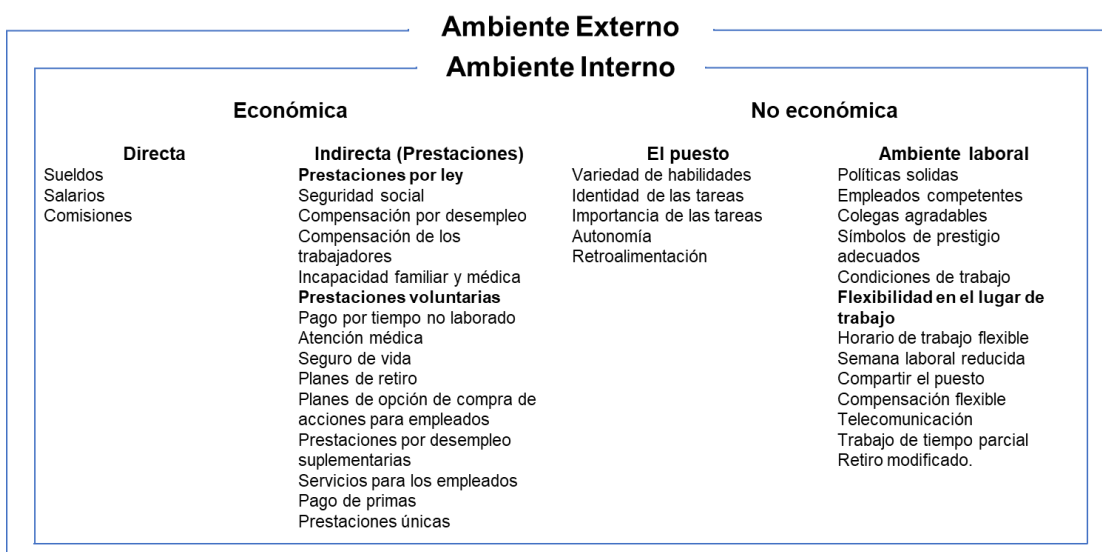 Ambiente Externo
Ambiente Interno
Económica
No económica
Directa
Sueldos
Salarios
Comisiones
Indirecta (Prestaciones)
Prestaciones por ley
Seguridad social
Compensación por desempleo
Compensación de los
trabajadores
Incapacidad familiar y médica
Prestaciones voluntarias
Pago por tiempo no laborado
Atención médica
Seguro de vida
Planes de retiro
Planes de opción de compra de
acciones para empleados
Prestaciones por desempleo
suplementarias
Servicios para los empleados
Pago de primas
Prestaciones únicas
El puesto
Variedad de habilidades
Identidad de las tareas
Importancia de las tareas
Autonomía
Retroalimentación
Ambiente laboral
Políticas solidas
Empleados competentes
Colegas agradables
Símbolos de prestigio
adecuados
Condiciones de trabajo
Flexibilidad en el lugar de
trabajo
Horario de trabajo flexible
Semana laboral reducida
Compartir el puesto
Compensación flexible
Telecomunicación
Trabajo de tiempo parcial
Retiro modificado.